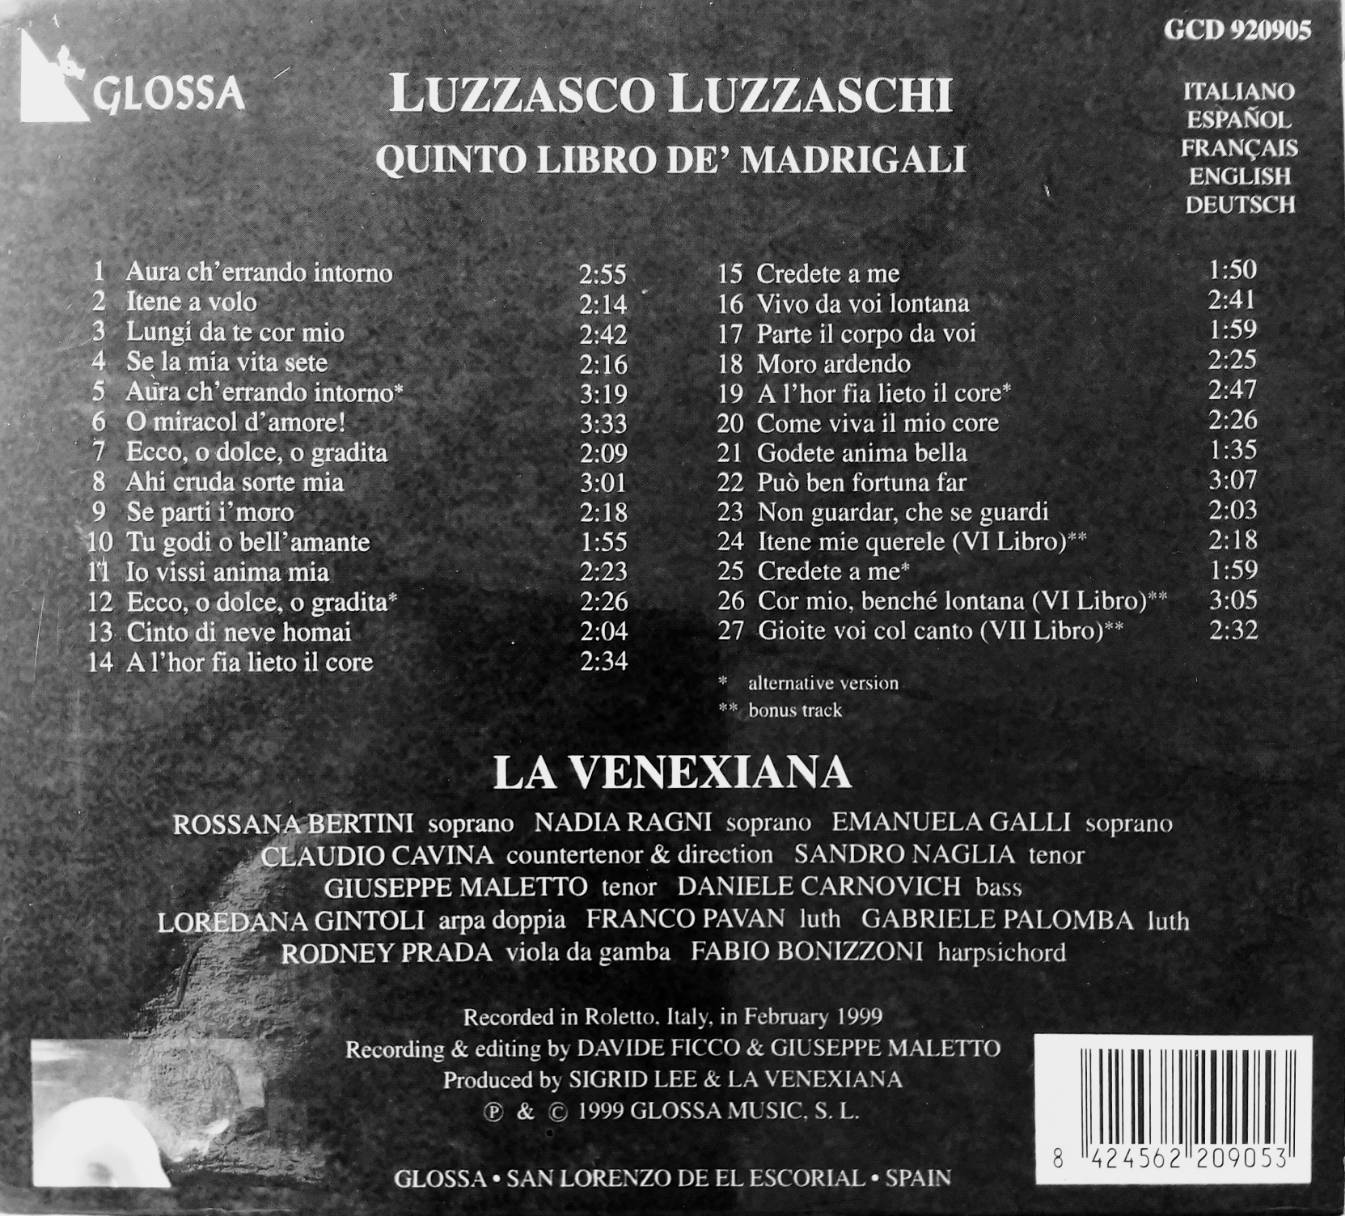 GCD 920905
GLOSSA
LUZZASCO LUZZASCHI
QUINTO LIBRO DE' MADRIGALI
ITALIANO
ESPAÑOL
FRANÇAIS
ENGLISH
DEUTSCH
1 Aura ch'errando intorno 2:55
2 Itene a volo 2:14
3 Lungi da te cor mio 2:42
4 Se la mia vita sete 2:16
5 Aura ch'errando intorno* 3:19
6 O miracol d'amore! 3:33
7 Ecco, o dolce, o gradita 2:09
8 Ahi cruda sorte mia 3:01
9 Se parti i'moro 2:18
10 Tu godi o bell'amante 1:55
11 Io vissi anima mia 2:23
12 Ecco, o dolce, o gradita* 2:26
13 Cinto di neve homai 2:04
14 A l'hor fia lieto il core 2:34
15 Credete a me 1:50
16 Vivo da voi lontana 2:41
17 Parte il corpo da voi 1:59
18 Moro ardendo 2:25
19 A l'hor fia lieto il core* 2:47
20 Come viva il mio core 2:26
21 Godete anima bella 1:35
22 Può ben fortuna far 3:07
23 Non guardar, che se guardi 2:03
24 Itene mie querele (VI Libro)** 2:18
25 Credete a me* 1:59
26 Cor mio, benché lontana (VI Libro)** 3:05
27 Gioite voi col canto (VII Libro)** 2:32
* alternative version
** bonus track
LA VENEXIANA
ROSSANA BERTINI soprano NADIA RAGNI soprano EMANUELA GALLI soprano
CLAUDIO CAVINA countertenor & direction SANDRO NAGLIA tenor
GIUSEPPE MALETTO tenor DANIELE CARNOVICH bass
LOREDANA GINTOLI arpa doppia FRANCO PAVAN luth GABRIELE PALOMBA luth
RODNEY PRADA viola da gamba FABIO BONIZZONI harpsichord
Recorded in Roletto, Italy, in February 1999
Recording & editing by DAVIDE FICCO & GIUSEPPE MALETTO
Produced by SIGRID LEE & LA VENEXIANA
℗ & © 1999 GLOSSA MUSIC, S. L.
GLOSSA • SAN LORENZO DE EL ESCORIAL • SPAIN
8 424562 209053